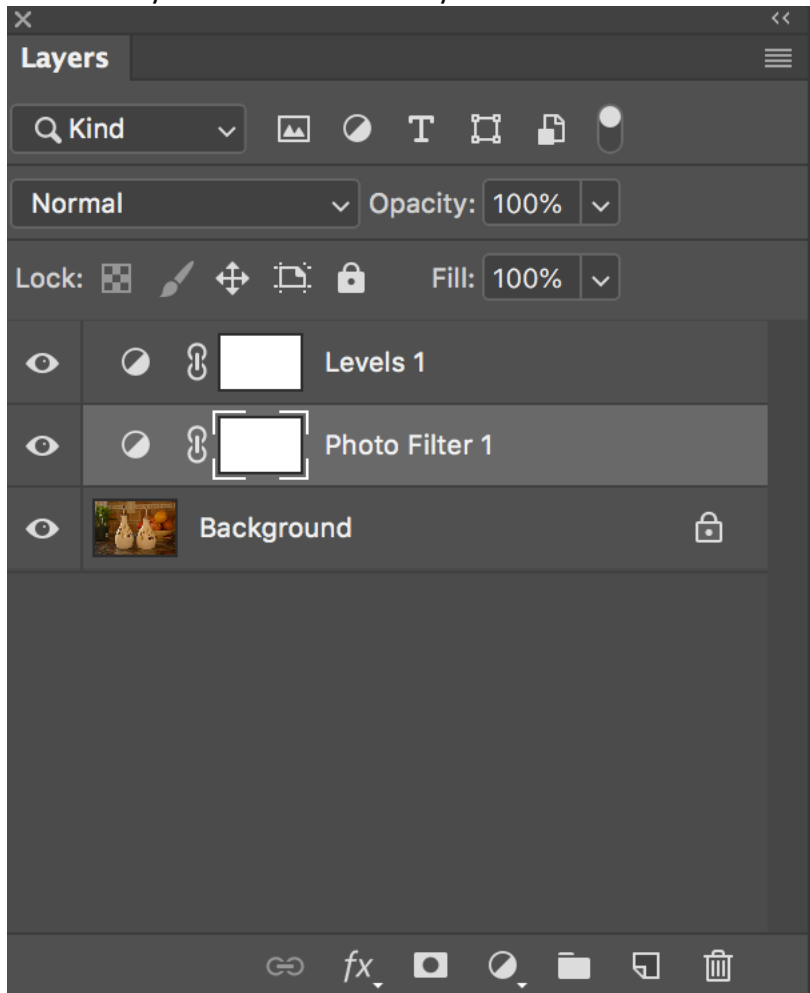 Layers
Kind
Normal Opacity: 100%
Lock: Fill: 100%
Levels 1
Photo Filter 1
Background
fx